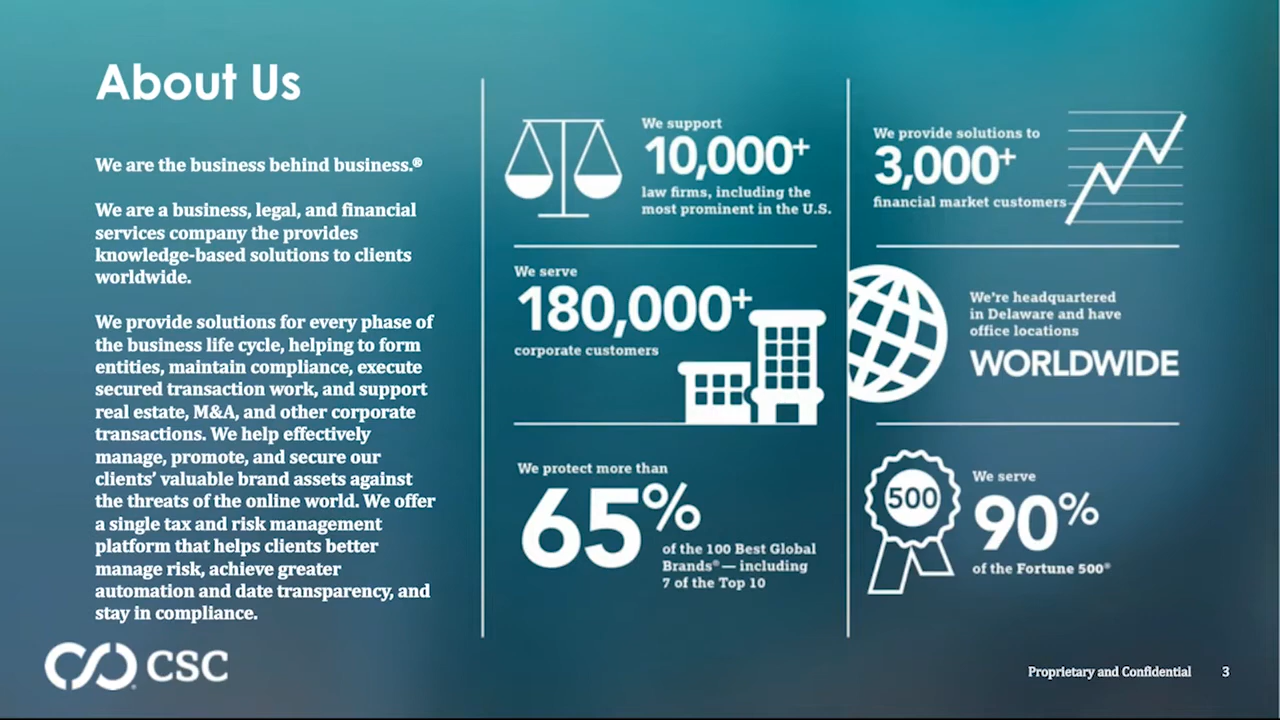 About Us
We are the business behind business.®
We are a business, legal, and financial
services company the provides
knowledge-based solutions to clients
worldwide.
We provide solutions for every phase of
the business life cycle, helping to form
entities, maintain compliance, execute
secured transaction work, and support
real estate, M&A, and other corporate
transactions. We help effectively
manage, promote, and secure our
clients’ valuable brand assets against
the threats of the online world. We offer
a single tax and risk management
platform that helps clients better
manage risk, achieve greater
automation and date transparency, and
stay in compliance.
We support
10,000+
law firms, including the
most prominent in the U.S.
We serve
180,000+
corporate customers
We protect more than
65%
of the 100 Best Global
Brands® — including
7 of the Top 10
We provide solutions to
3,000+
financial market customers
We’re headquartered
in Delaware and have
office locations
WORLDWIDE
500
We serve
90%
of the Fortune 500®
CSC
Proprietary and Confidential 3